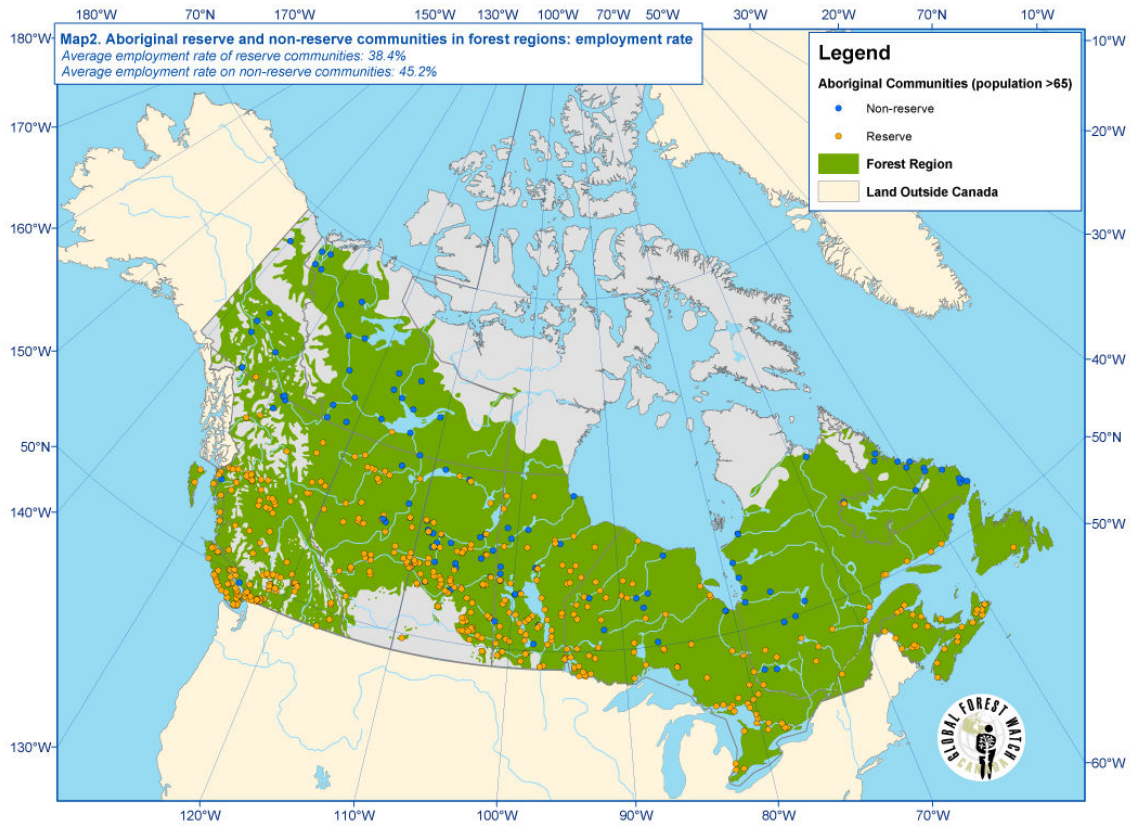 180°W 70°N 170°W 150°W 130°W 100°W 70°W 50°W 30°W 20°W 70°N 10°W
180°W
10°W
Map2. Aboriginal reserve and non-reserve communities in forest regions: employment rate
Average employment rate of reserve communities: 38.4%
Average employment rate on non-reserve communities: 45.2%
Legend
Aboriginal Communities (population >65)
Non-reserve
Reserve
Forest Region
Land Outside Canada
170°W
20°W
160°W
30°W
150°W
40°W
50°N
50°N
140°W
50°W
130°W
60°W
GLOBAL FOREST WATCH
CANADA
120°W 110°W 100°W 90°W 80°W 70°W